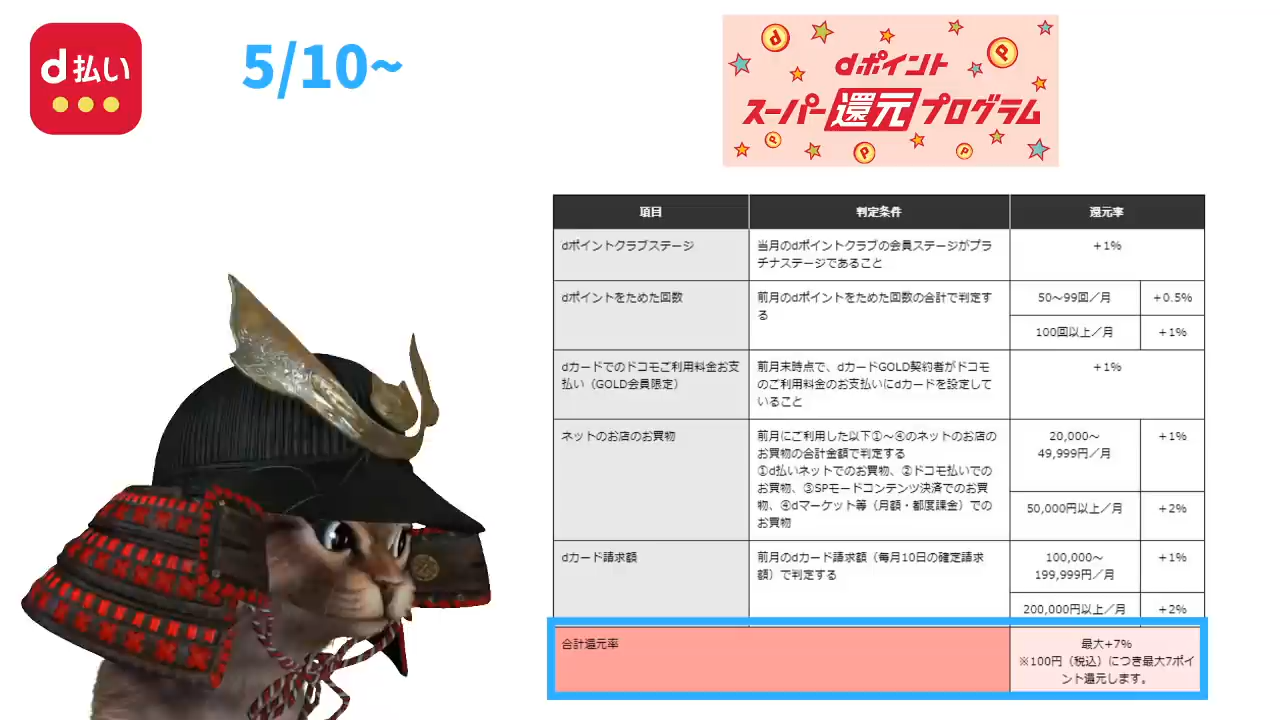 d払い
5/10~
dポイント
スーパー還元プログラム
項目
判定条件
還元率
dポイントクラブステージ
当月のdポイントクラブの会員ステージがプラ
チナステージであること
+1%
dポイントをためた回数
前月のdポイントをためた回数の合計で判定す
る
50～99回／月
+0.5%
100回以上／月
+1%
dカードでのドコモご利用料金お支
払い（GOLD会員限定）
前月末時点で、dカードGOLD契約者がドコモ
のご利用料金のお支払いにdカードを設定して
いること
+1%
ネットのお店のお買物
前月にご利用した以下①～④のネットのお店の
お買物の合計金額で判定する
①d払いネットでのお買物、②ドコモ払いでの
お買物、③SPモードコンテンツ決済でのお買
物、④dマーケット等（月額・都度課金）での
お買物
20,000～
49,999円／月
+1%
50,000円以上／月
+2%
dカード請求額
前月のdカード請求額（毎月10日の確定請求
額）で判定する
100,000～
199,999円／月
+1%
200,000円以上／月
+2%
合計還元率
最大+7%
※100円（税込）につき最大7ポイ
ント還元します。